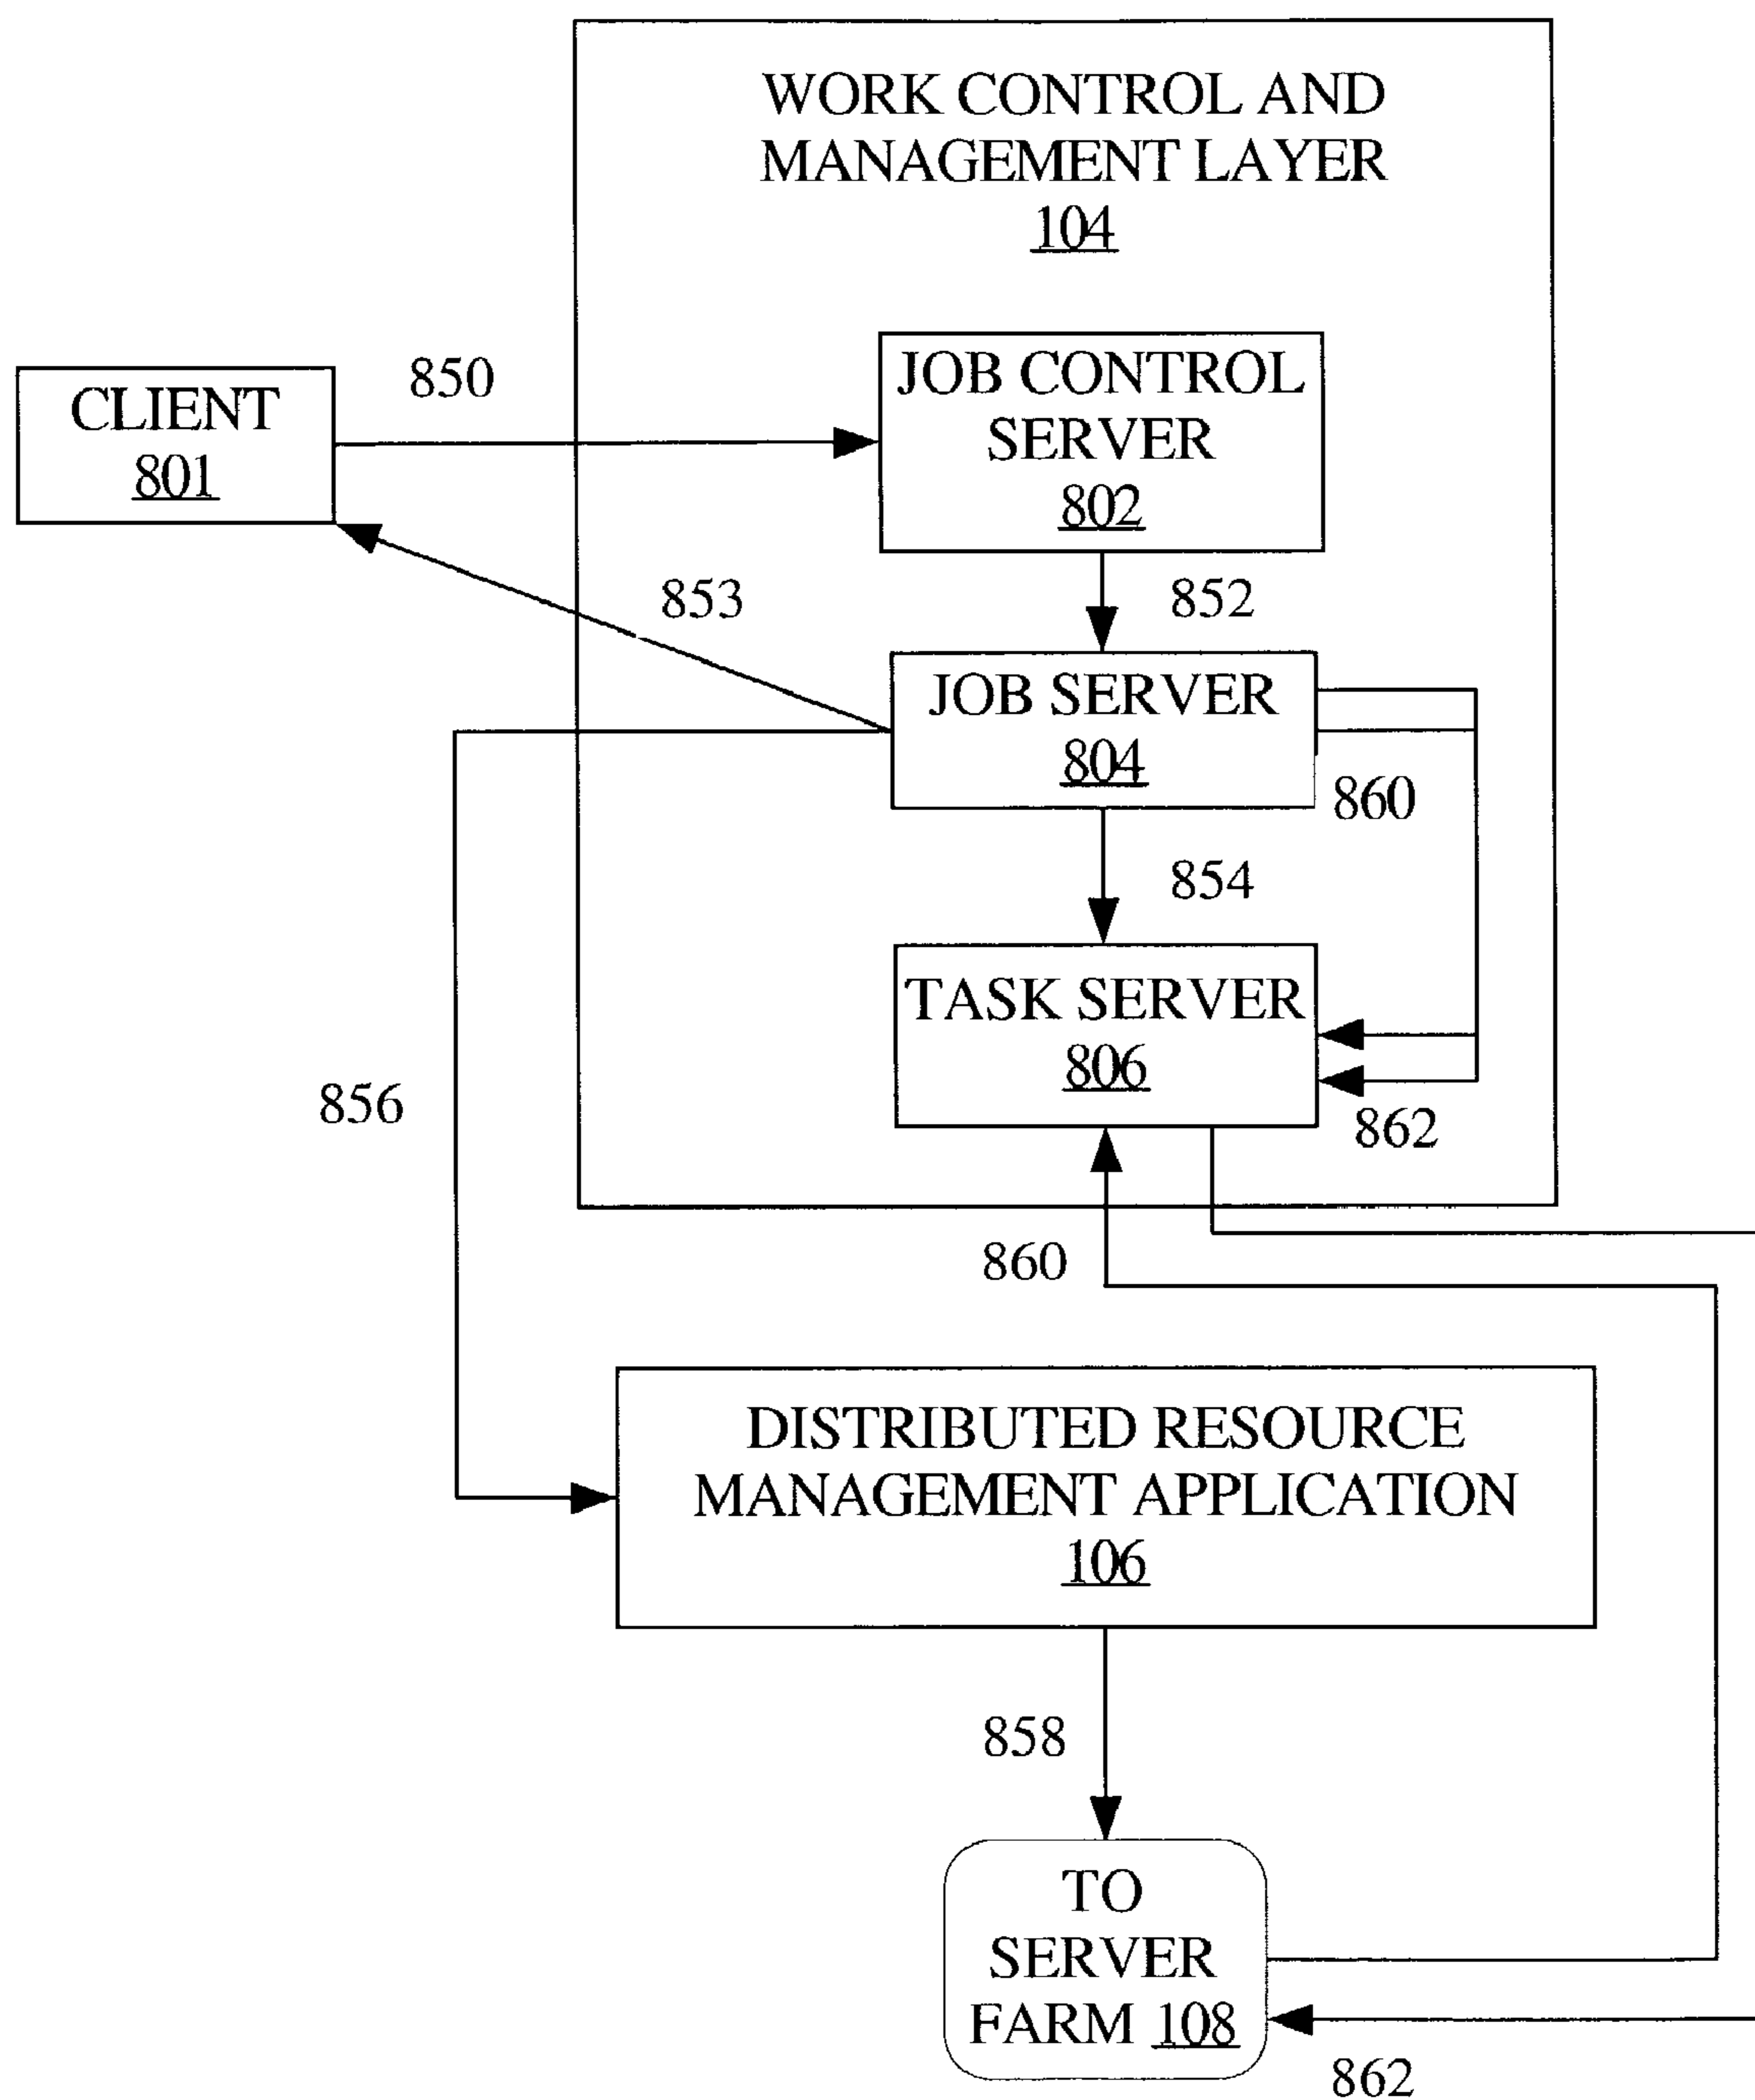 WORK CONTROL AND
MANAGEMENT LAYER
104
CLIENT
801
850
JOB CONTROL
SERVER
802
853
852
JOB SERVER
804
860
854
TASK SERVER
806
856
862
860
DISTRIBUTED RESOURCE
MANAGEMENT APPLICATION
106
858
TO
SERVER
FARM 108
862